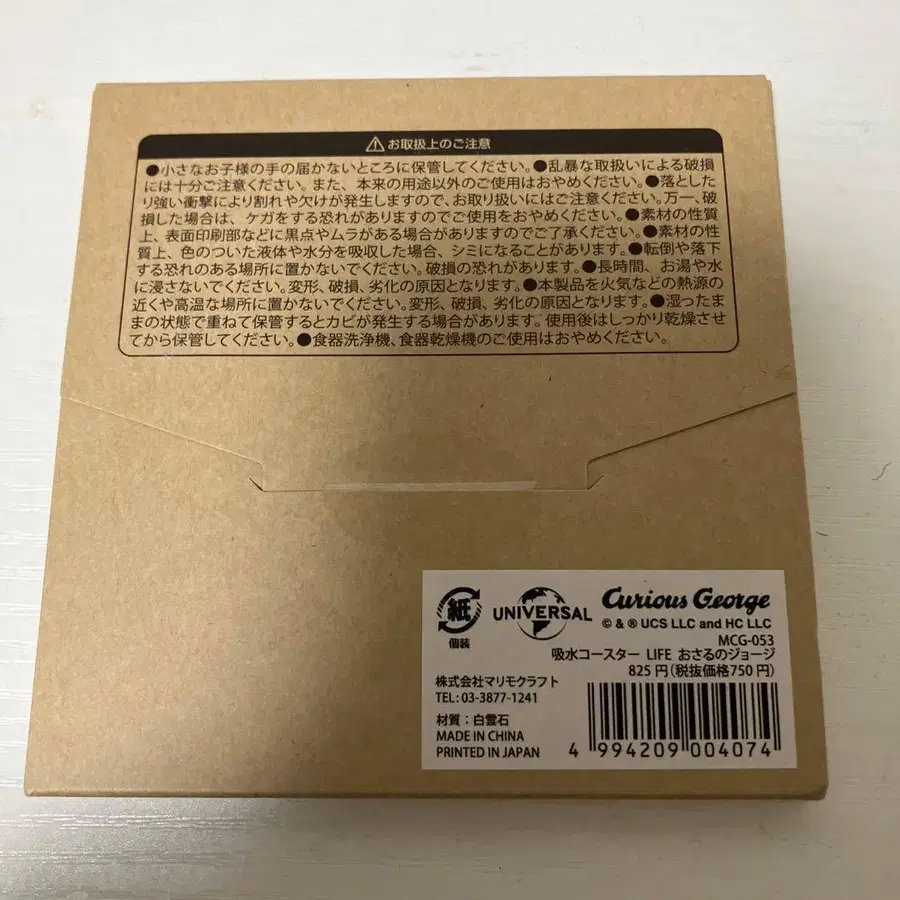 ⚠お取扱上のご注意
●小さなお子様の手の届かないところに保管してください。●乱暴な取扱いによる破損
には十分ご注意ください。また、本来の用途以外のご使用はおやめください。●落とした
り強い衝撃により割れや欠けが発生しますので、お取り扱いにはご注意ください。万一、破
損した場合は、ケガをする恐れがありますのでご使用をおやめください。●素材の性質
上、表面印刷部などに黒点やムラがある場合がありますのでご了承ください。●素材の性
質上、色のついた液体や水分を吸収した場合、シミになることがあります。●転倒や落下
する恐れのある場所に置かないでください。破損の恐れがあります。●長時間、お湯や水
に浸さないでください。変形、破損、劣化の原因となります。●本製品を火気などの熱源の
近くや高温な場所に置かないでください。変形、破損、劣化の原因となります。●湿ったま
まの状態で重ねて保管するとカビが発生する場合があります。使用後はしっかり乾燥させ
てから保管してください。●食器洗浄機、食器乾燥機のご使用はおやめください。
紙
個装
UNIVERSAL
Curious George
© & ® UCS LLC and HC LLC
MCG-053
吸水コースター LIFE おさるのジョージ
825円(税抜価格750円)
株式会社マリモクラフト
TEL: 03-3877-1241
材質：白雲石
MADE IN CHINA
PRINTED IN JAPAN
4 994209 004074